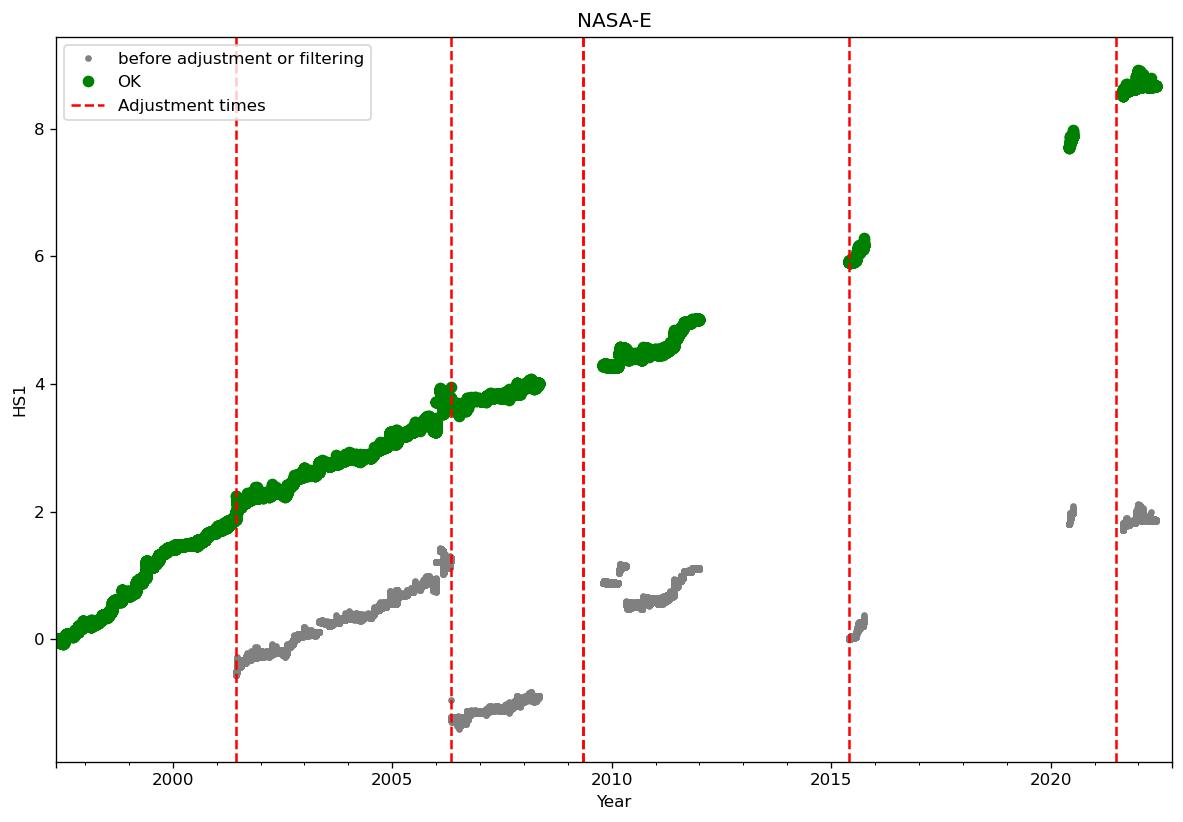 NASA-E
before adjustment or filtering
OK
Adjustment times
HS1
8
6
4
2
0
2000
2005
2010
2015
2020
Year